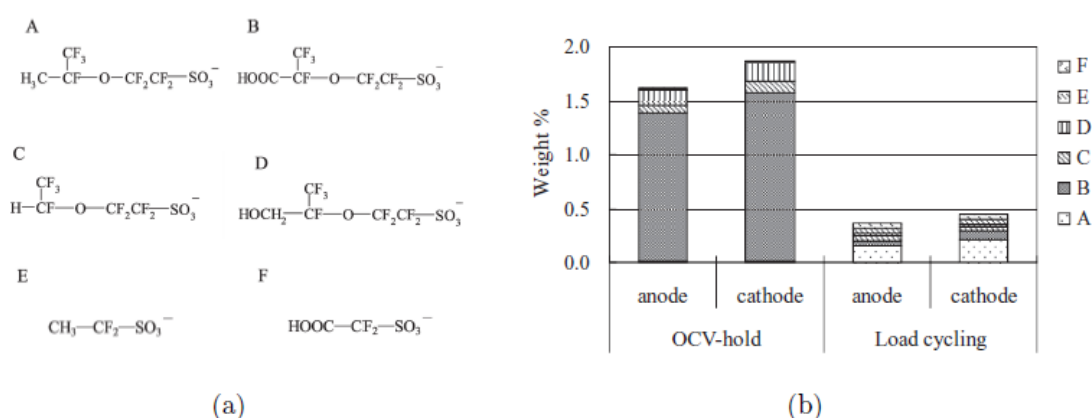 A
CF₃
H₃C—CF—O—CF₂CF₂—SO₃⁻
B
CF₃
HOOC—CF—O—CF₂CF₂—SO₃⁻
C
CF₃
H—CF—O—CF₂CF₂—SO₃⁻
D
CF₃
HOCH₂—CF—O—CF₂CF₂—SO₃⁻
E
CH₃—CF₂—SO₃⁻
F
HOOC—CF₂—SO₃⁻
(a)
Weight %
2.0
1.5
1.0
0.5
0.0
anode cathode anode cathode
OCV-hold Load cycling
F
E
D
C
B
A
(b)